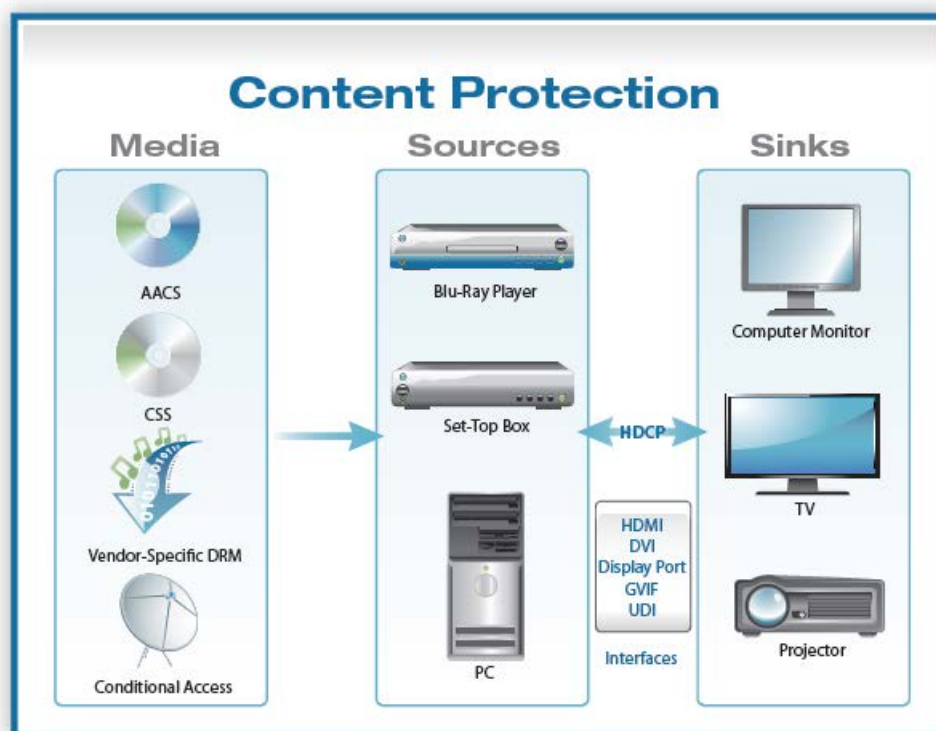 Content Protection
Media
Sources
Sinks
AACS
CSS
Vendor-Specific DRM
Conditional Access
Blu-Ray Player
Set-Top Box
PC
HDCP
HDMI
DVI
Display Port
GVIF
UDI
Interfaces
Computer Monitor
TV
Projector